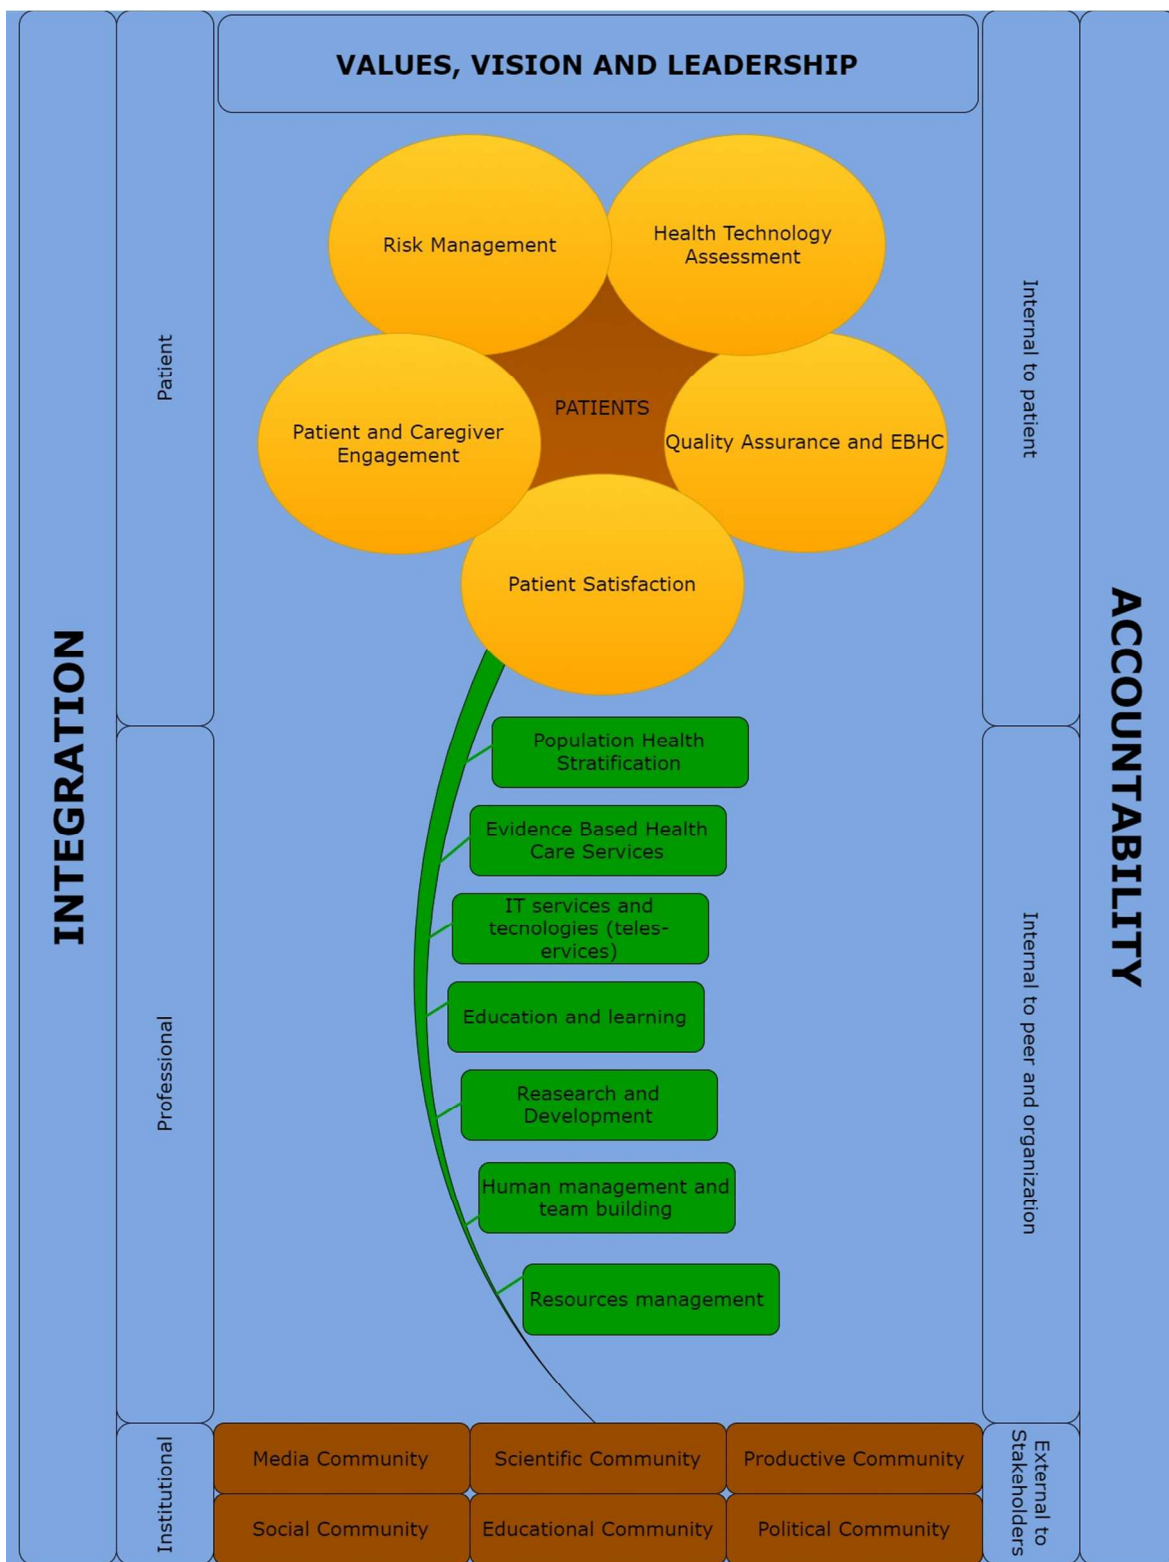 VALUES, VISION AND LEADERSHIP
INTEGRATION
Patient
Professional
Institutional
Risk Management
Health Technology
Assessment
PATIENTS
Patient and Caregiver
Engagement
Quality Assurance and EBHC
Patient Satisfaction
Population Health
Stratification
Evidence Based Health
Care Services
IT services and
tecnologies (teles-
ervices)
Education and learning
Reasearch and
Development
Human management and
team building
Resources management
Media Community
Scientific Community
Productive Community
Social Community
Educational Community
Political Community
Internal to patient
Internal to peer and organization
External to
Stakeholders
ACCOUNTABILITY